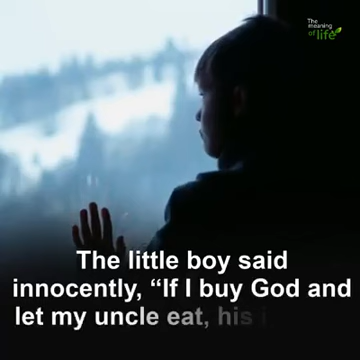 The
meaning
of life
The little boy said
innocently, “If I buy God and
let my uncle eat, his